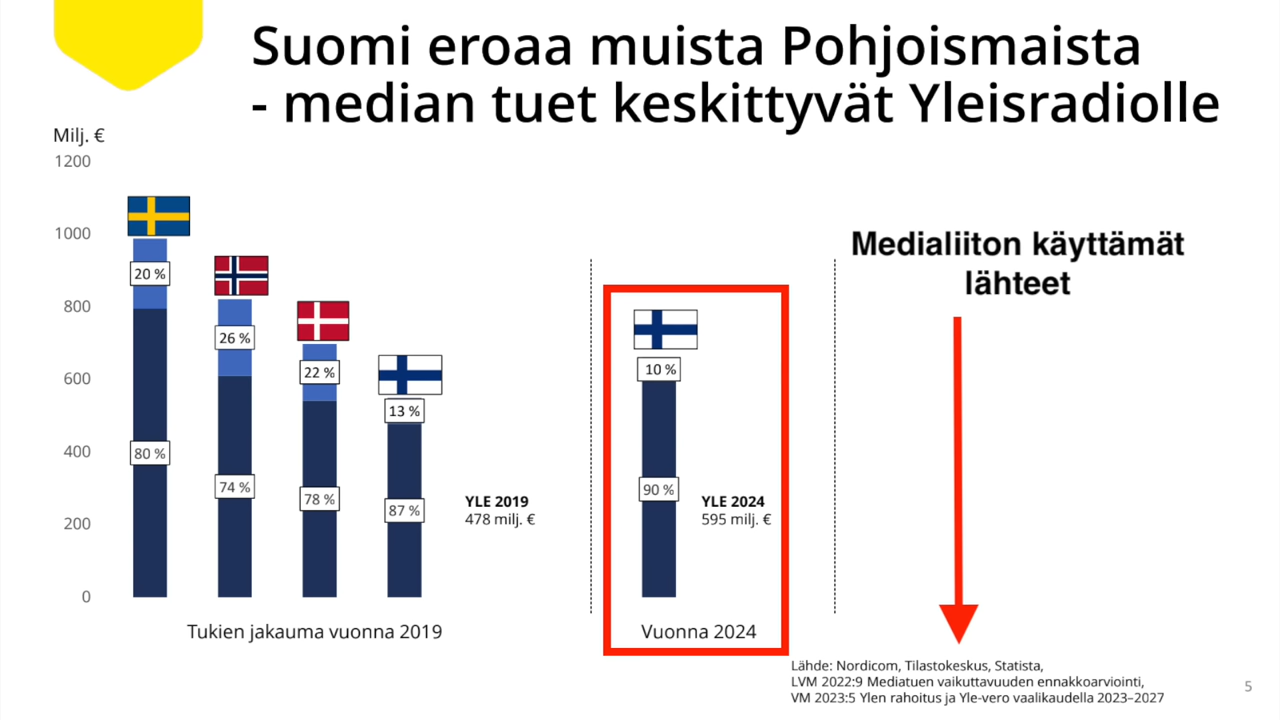 Suomi eroaa muista Pohjoismaista
- median tuet keskittyvät Yleisradiolle
Milj. €
1200
1000
800
600
400
200
0
20 %
80 %
26 %
74 %
22 %
78 %
13 %
87 %
YLE 2019
478 milj. €
Tukien jakauma vuonna 2019
10 %
90 %
YLE 2024
595 milj. €
Vuonna 2024
Medialiiton käyttämät
lähteet
Lähde: Nordicom, Tilastokeskus, Statista,
LVM 2022:9 Mediatuen vaikuttavuuden ennakkoarviointi,
VM 2023:5 Ylen rahoitus ja Yle-vero vaalikaudella 2023–2027
5